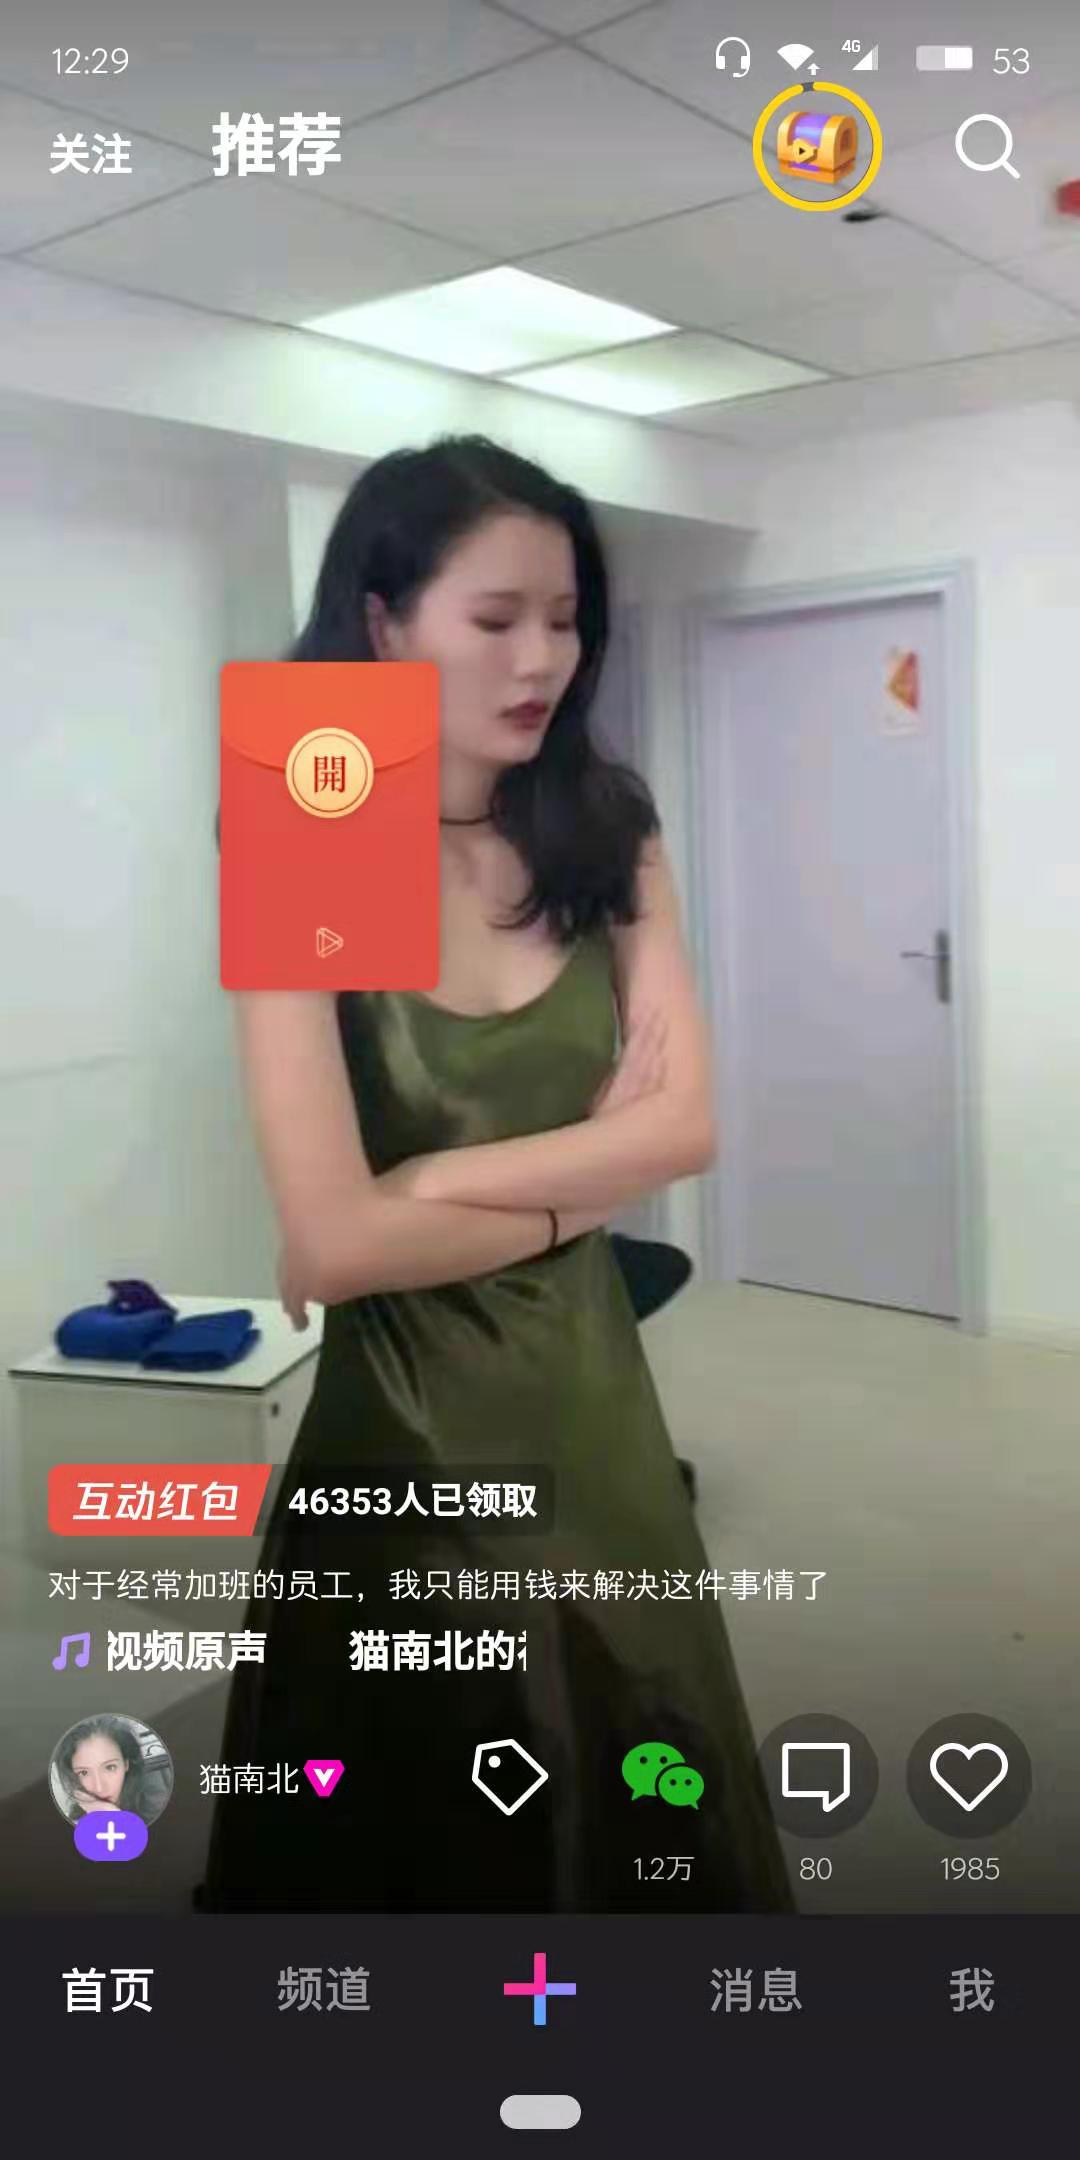 12:29
4G
53
关注
推荐
開
互动红包
46353人已领取
对于经常加班的员工，我只能用钱来解决这件事情了
视频原声 猫南北的
猫南北
1.2万
80
1985
首页
频道
消息
我